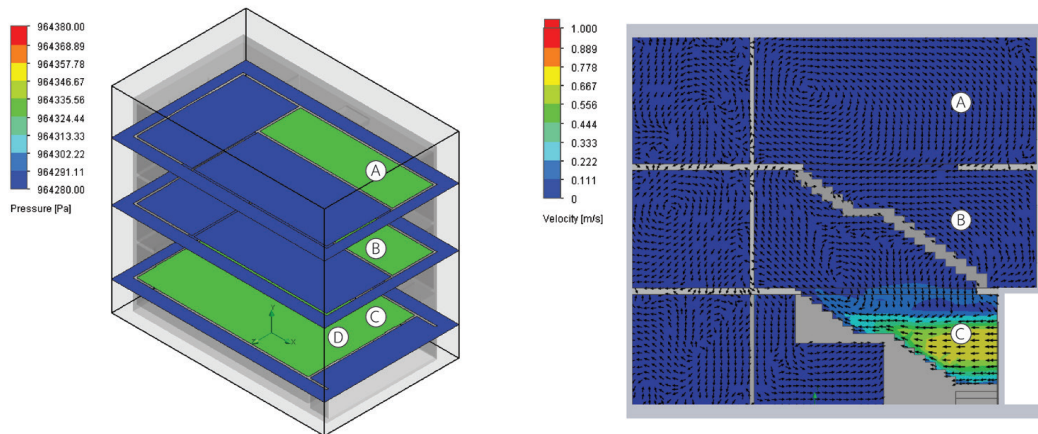 964380.00
964368.89
964357.78
964346.67
964335.56
964324.44
964313.33
964302.22
964291.11
964280.00
Pressure [Pa]
A
B
C
D
Y
Z
X
1.000
0.889
0.778
0.667
0.556
0.444
0.333
0.222
0.111
0
Velocity [m/s]
A
B
C